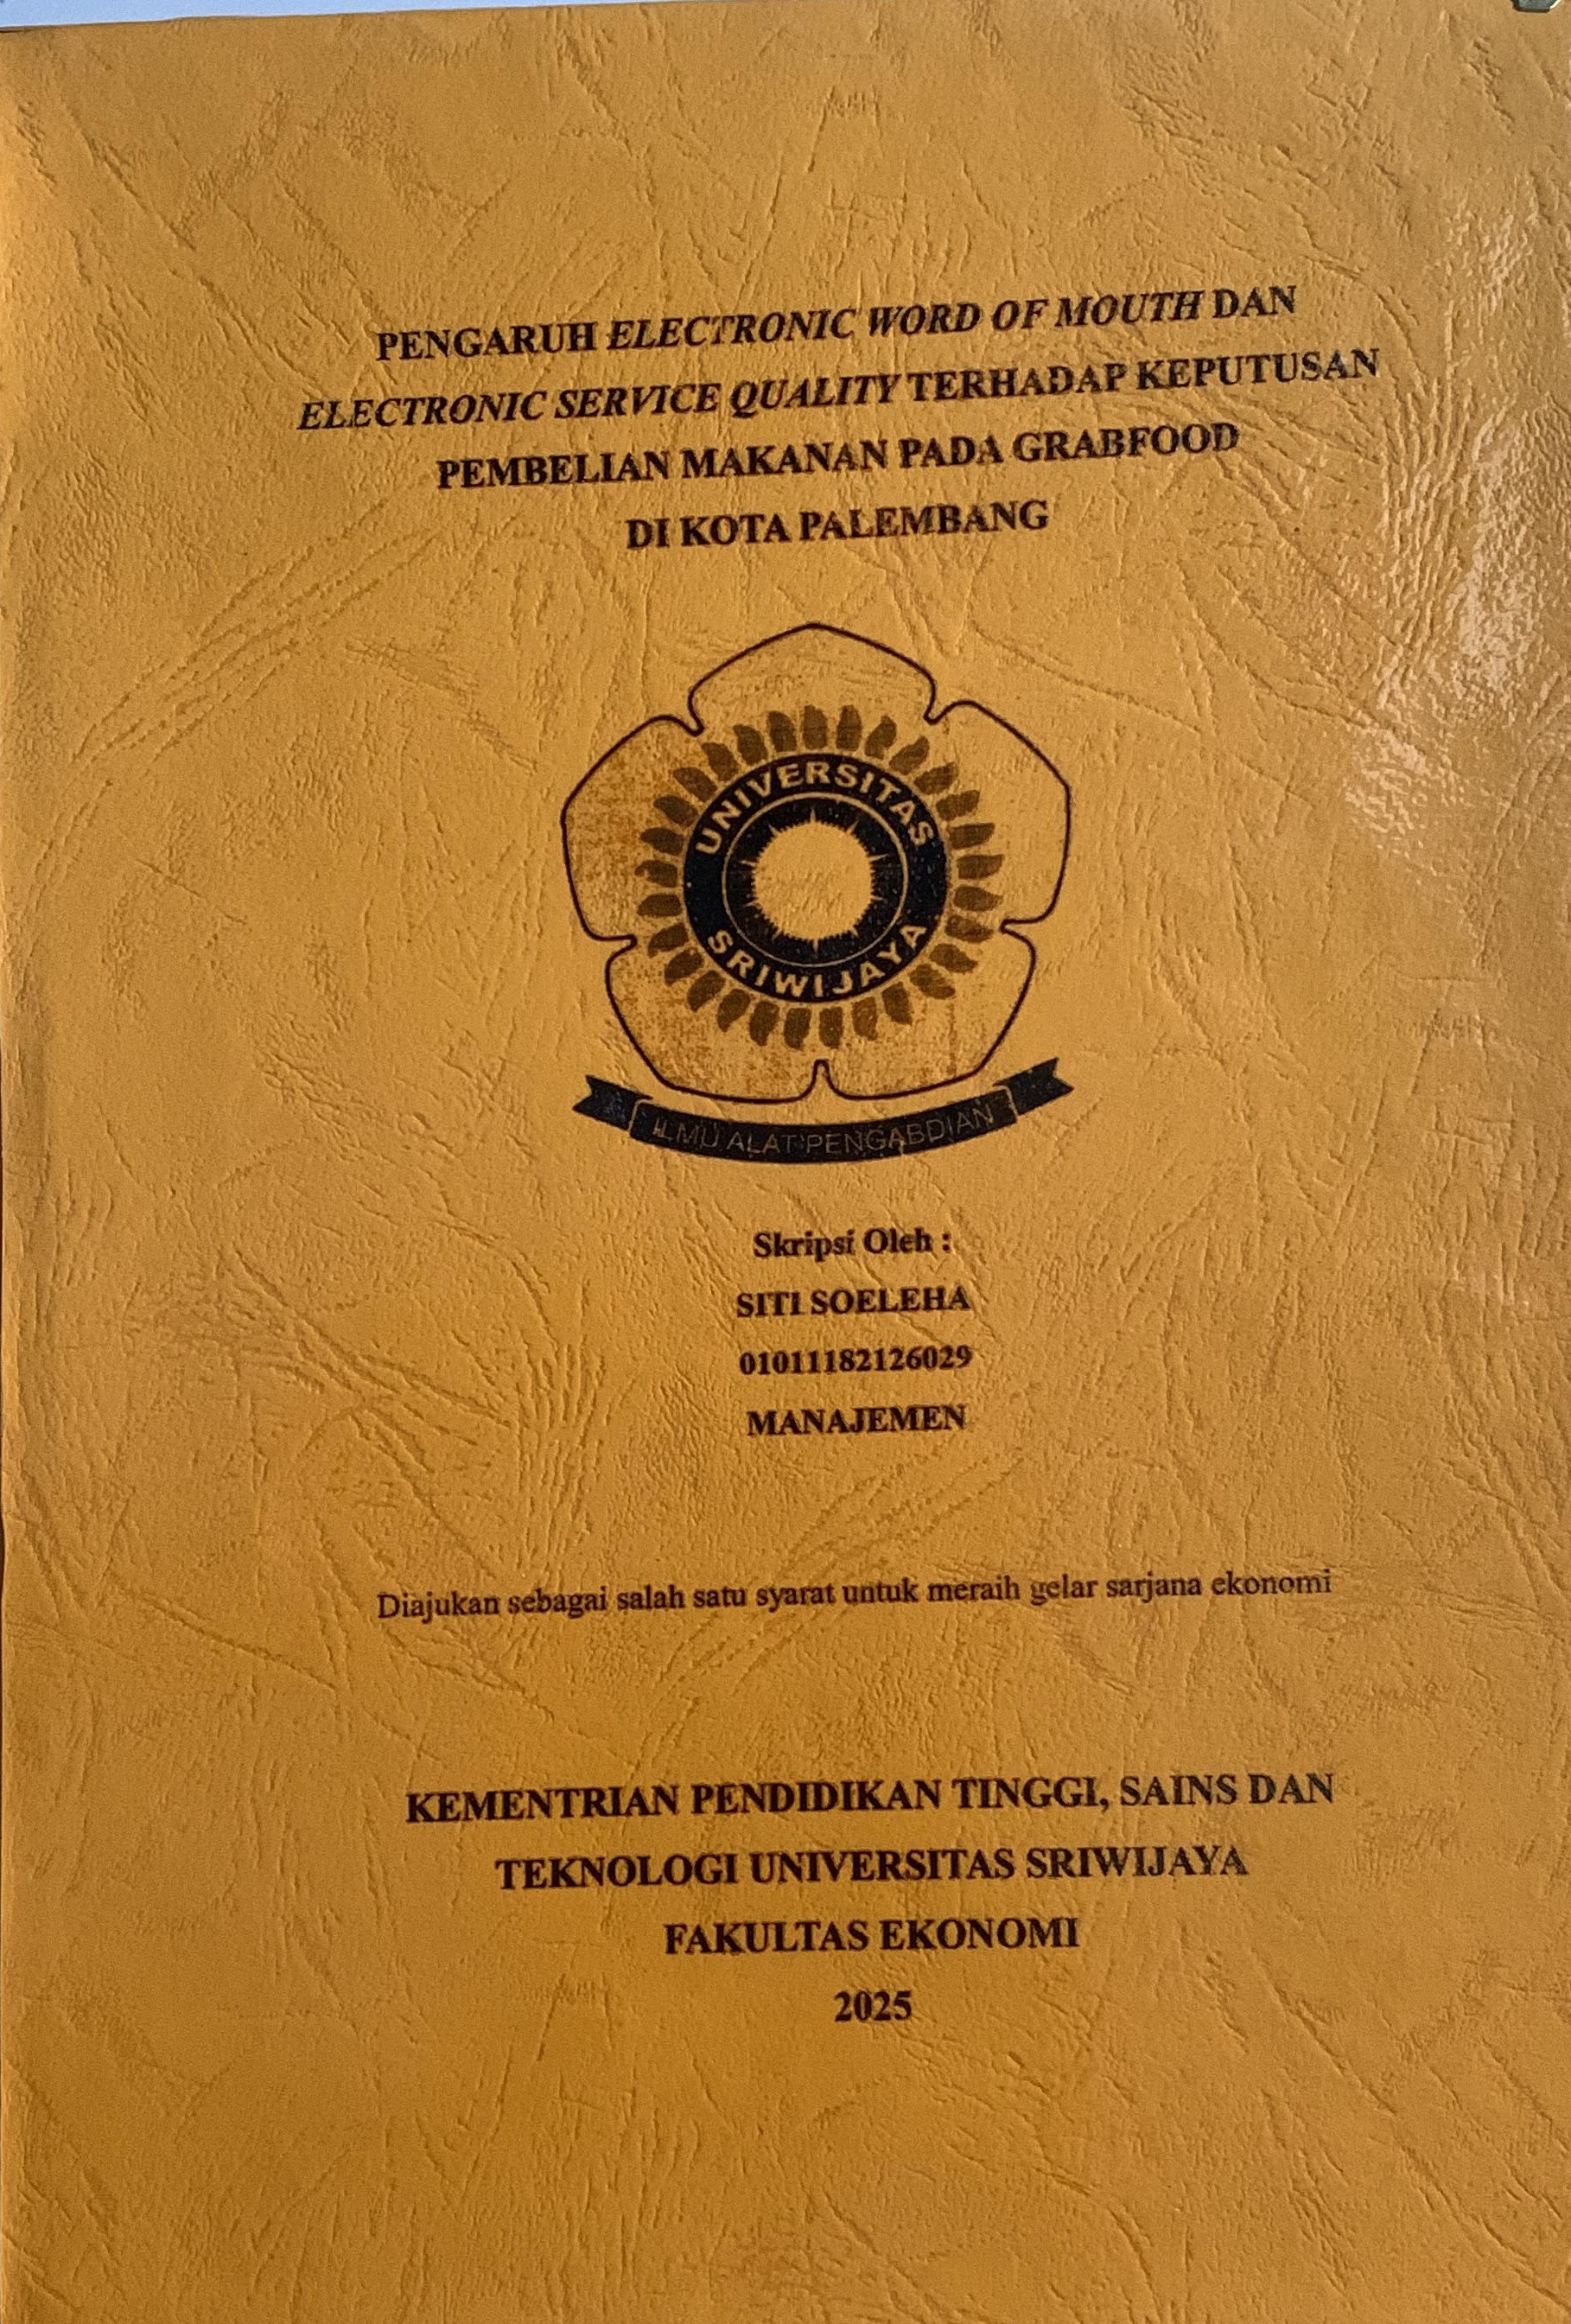 PENGARUH ELECTRONIC WORD OF MOUTH DAN
ELECTRONIC SERVICE QUALITY TERHADAP KEPUTUSAN
PEMBELIAN MAKANAN PADA GRABFOOD
DI KOTA PALEMBANG
UNIVERSITAS
SRIWIJAYA
ILMU ALAT PENGABDIAN
Skripsi Oleh :
SITI SOELEHA
01011182126029
MANAJEMEN
Diajukan sebagai salah satu syarat untuk meraih gelar sarjana ekonomi
KEMENTRIAN PENDIDIKAN TINGGI, SAINS DAN
TEKNOLOGI UNIVERSITAS SRIWIJAYA
FAKULTAS EKONOMI
2025